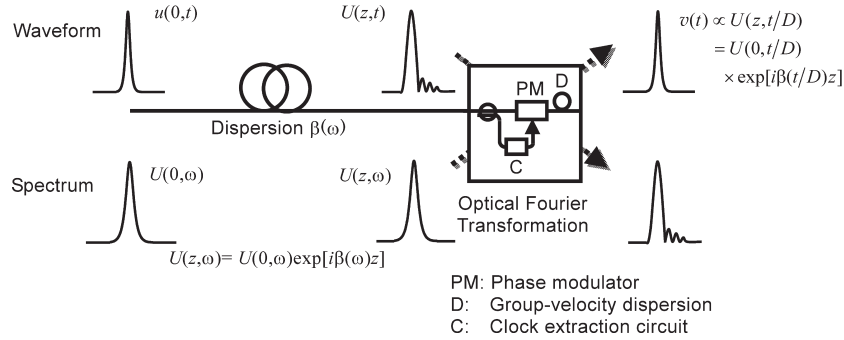 Waveform
u(0,t)
U(z,t)
v(t) ∝ U(z,t/D)
= U(0,t/D)
× exp[iβ(t/D)z]
PM
D
Dispersion β(ω)
C
Spectrum
U(0,ω)
U(z,ω)
Optical Fourier
Transformation
U(z,ω)= U(0,ω)exp[iβ(ω)z]
PM: Phase modulator
D: Group-velocity dispersion
C: Clock extraction circuit